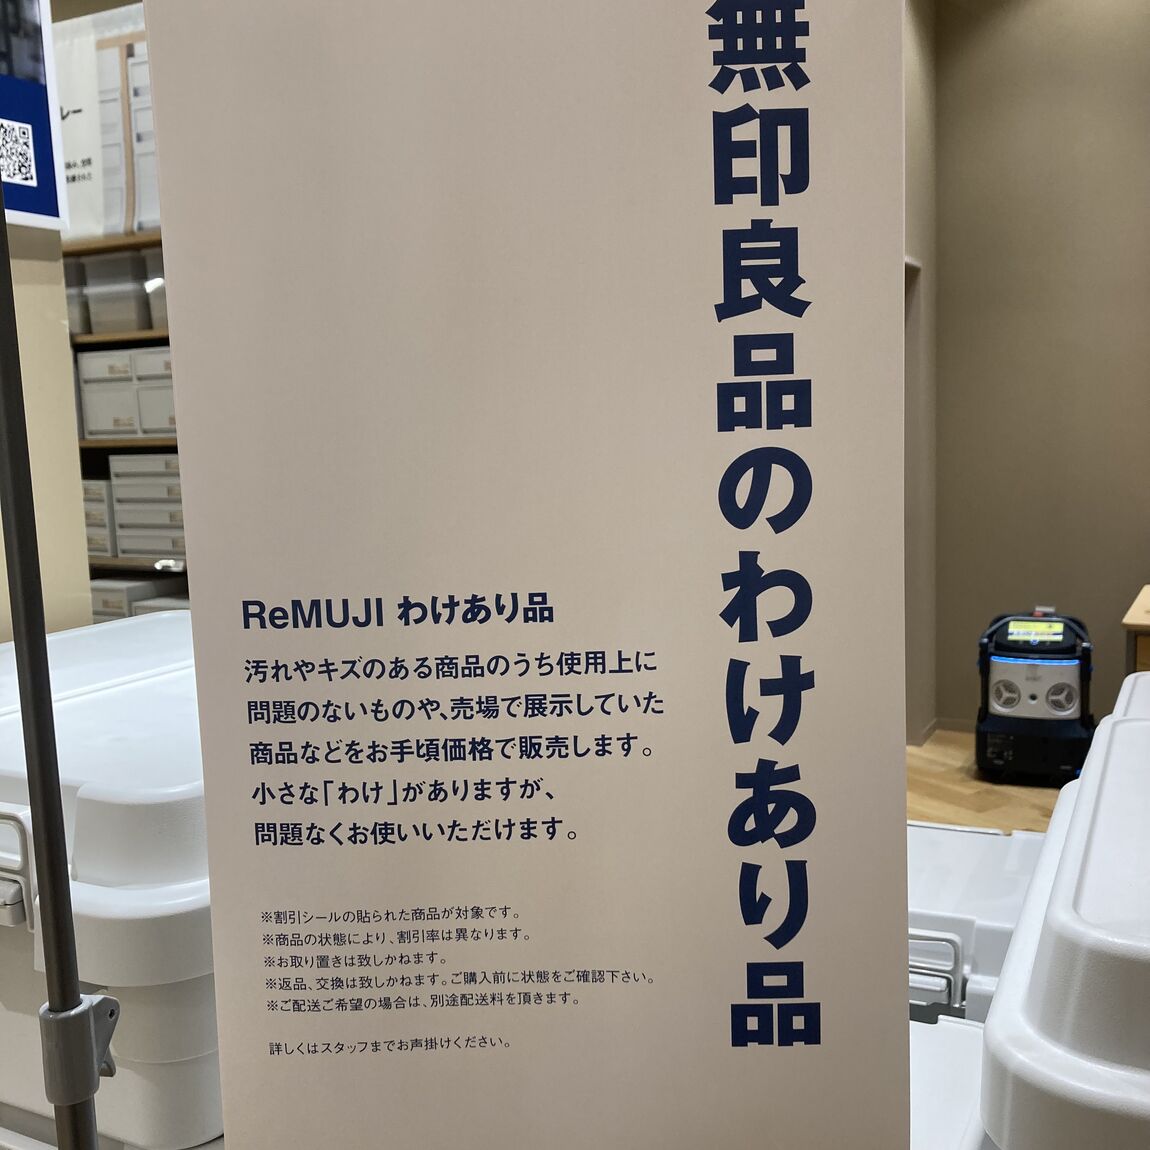 無印良品のわけあり品
ReMUJI わけあり品
汚れやキズのある商品のうち使用上に
問題のないものや、売場で展示していた
商品などをお手頃価格で販売します。
小さな「わけ」がありますが、
問題なくお使いいただけます。
※割引シールの貼られた商品が対象です。
※商品の状態により、割引率は異なります。
※お取り置きは致しかねます。
※返品、交換は致しかねます。ご購入前に状態をご確認下さい。
※ご配送ご希望の場合は、別途配送料を頂きます。
詳しくはスタッフまでお声掛けください。